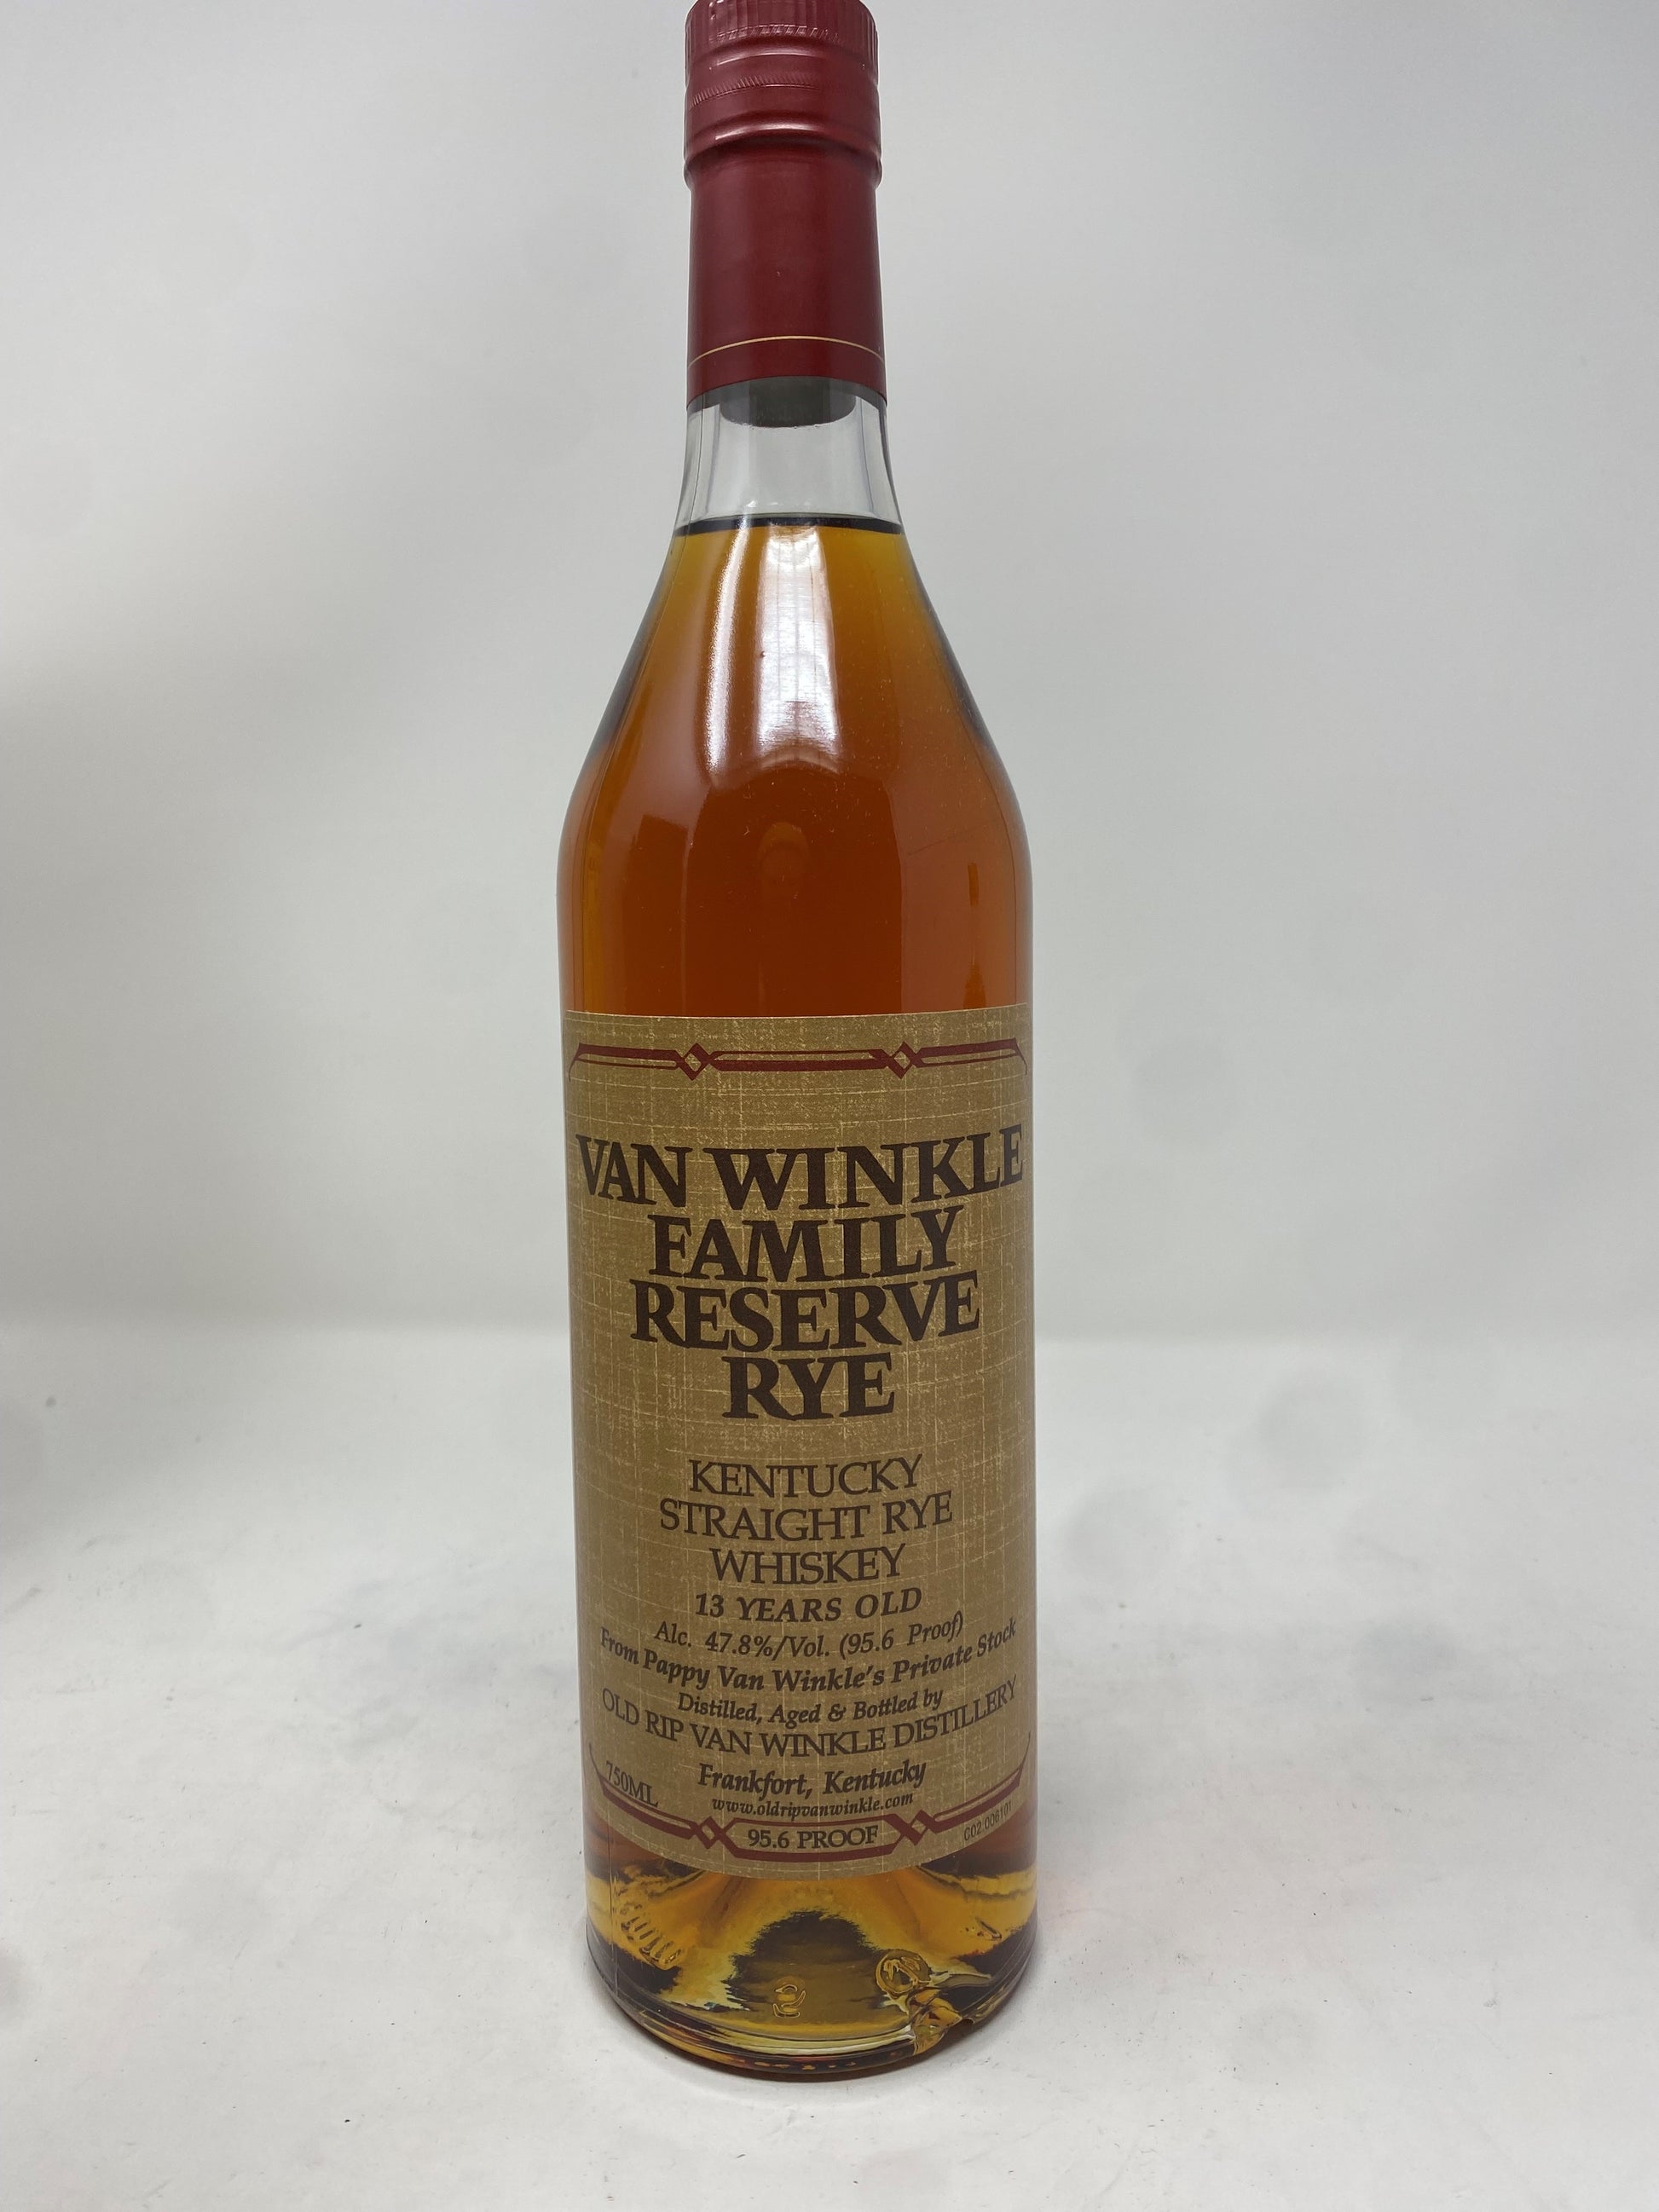 VAN WINKLE
FAMILY
RESERVE
RYE
KENTUCKY
STRAIGHT RYE
WHISKEY
13 YEARS OLD
Alc. 47.8%/Vol. (95.6 Proof)
From Pappy Van Winkle's Private Stock
Distilled, Aged & Bottled by
OLD RIP VAN WINKLE DISTILLERY
Frankfort, Kentucky
750ML
www.oldripvanwinkle.com
95.6 PROOF
C02 006101